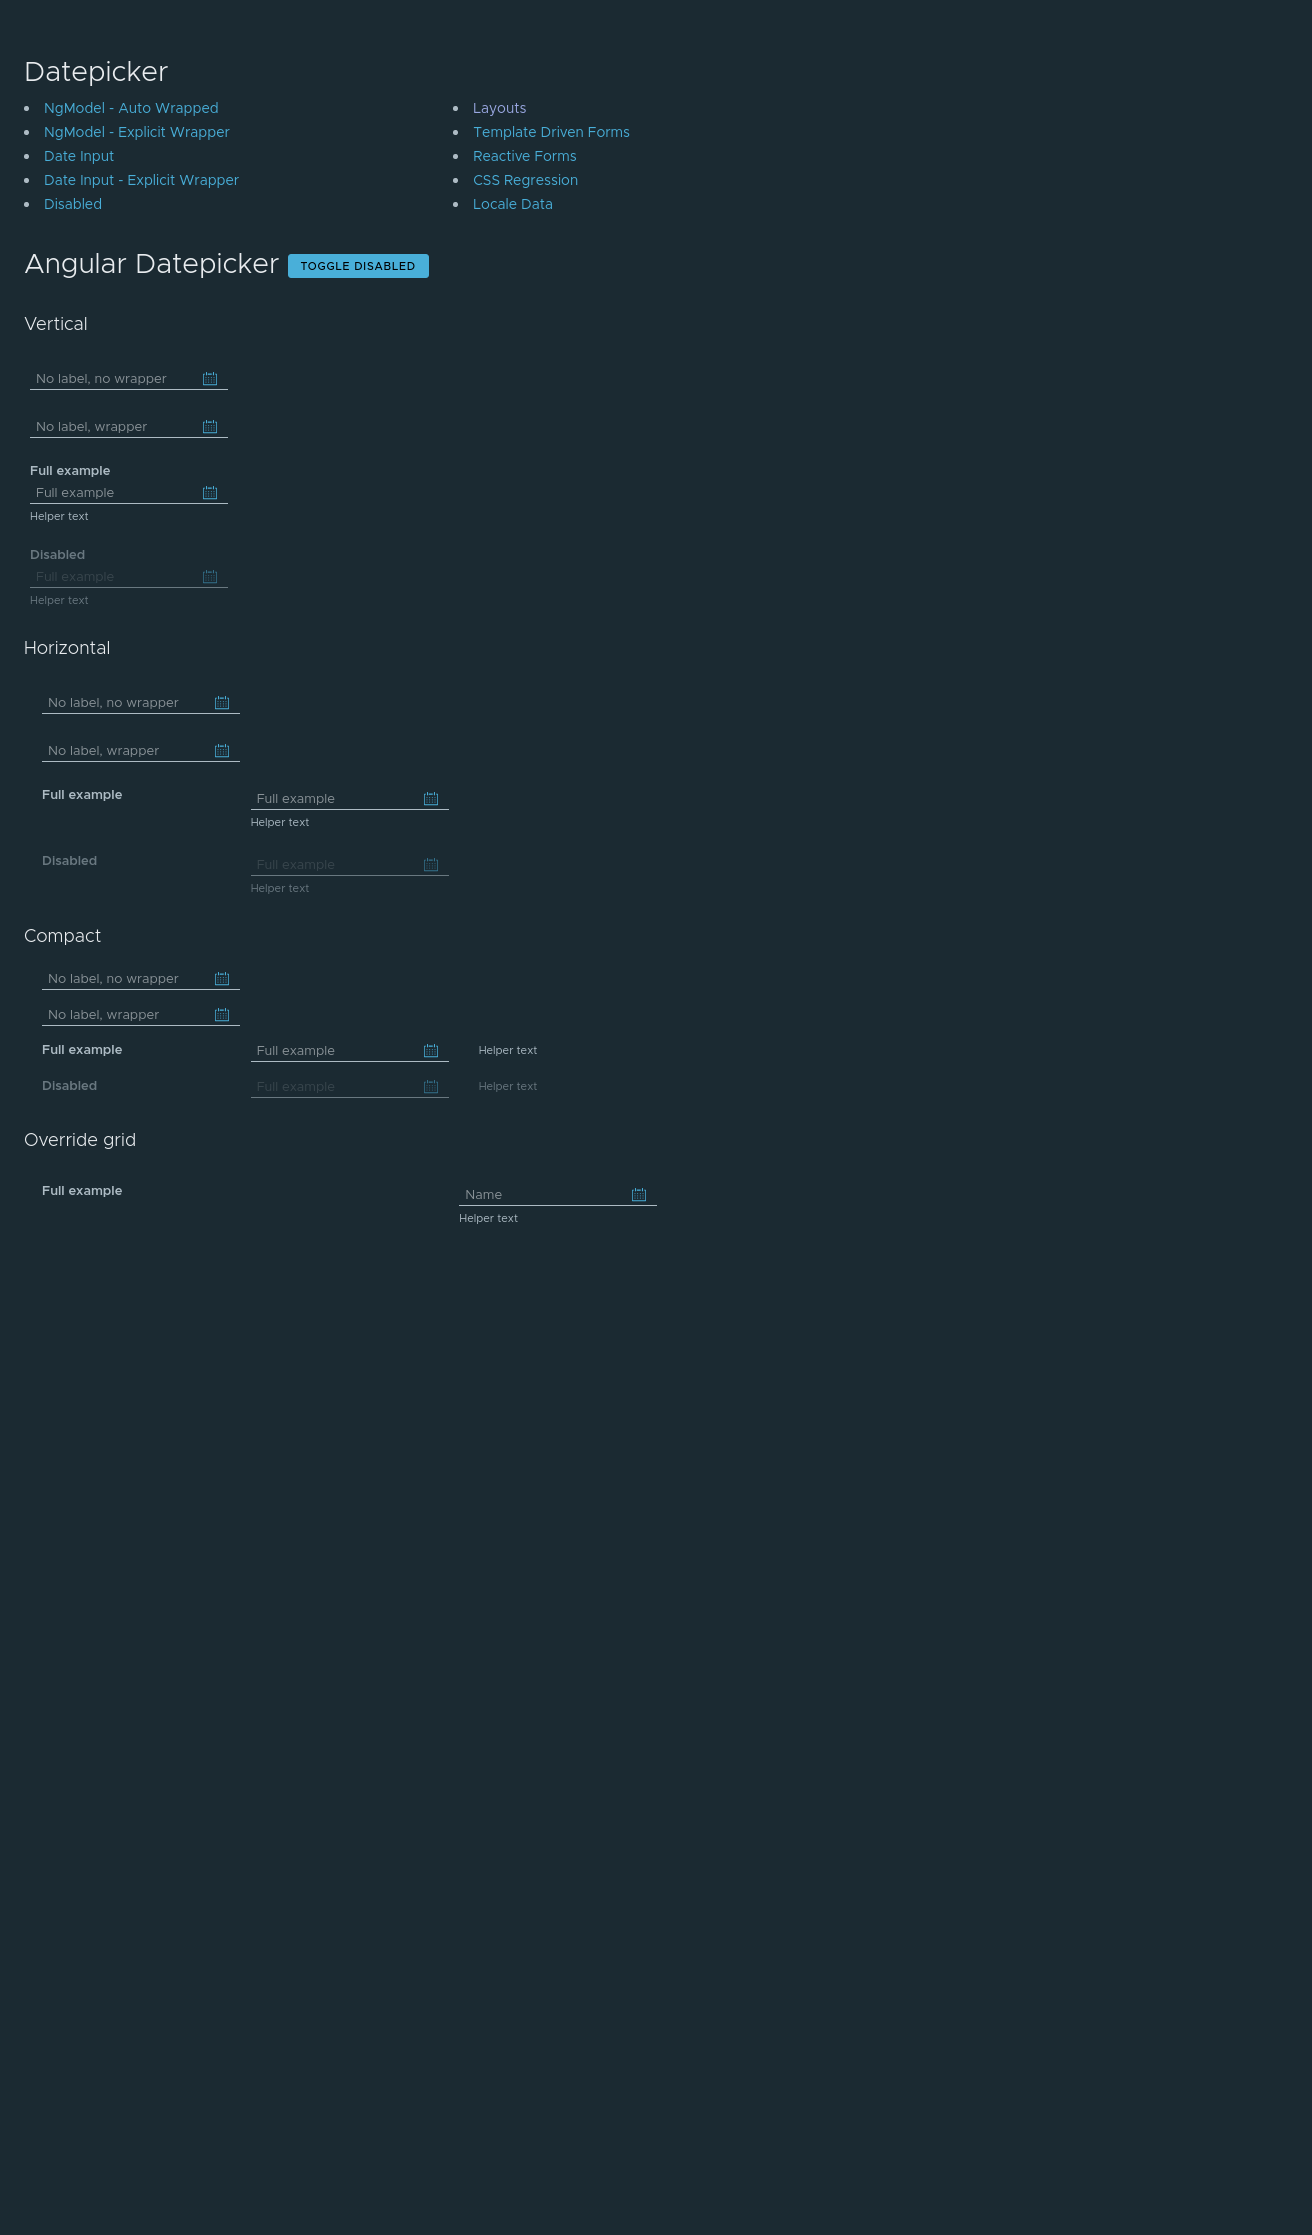 Datepicker
NgModel - Auto Wrapped
NgModel - Explicit Wrapper
Date Input
Date Input - Explicit Wrapper
Disabled
Layouts
Template Driven Forms
Reactive Forms
CSS Regression
Locale Data
Angular Datepicker TOGGLE DISABLED
Vertical
No label, no wrapper
No label, wrapper
Full example
Full example
Helper text
Disabled
Full example
Helper text
Horizontal
No label, no wrapper
No label, wrapper
Full example Full example
Helper text
Disabled Full example
Helper text
Compact
No label, no wrapper
No label, wrapper
Full example Full example Helper text
Disabled Full example Helper text
Override grid
Full example Name
Helper text